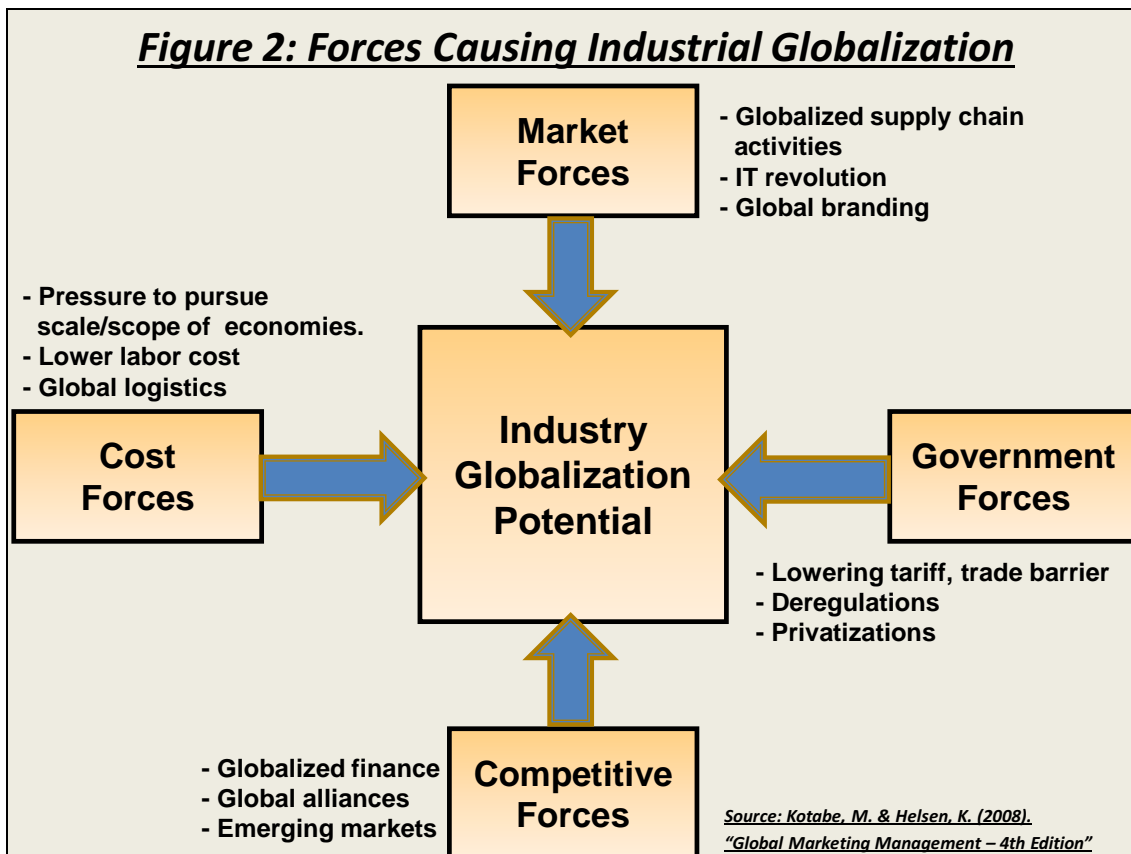 Figure 2: Forces Causing Industrial Globalization
Market
Forces
- Globalized supply chain
activities
- IT revolution
- Global branding
- Pressure to pursue
scale/scope of economies.
- Lower labor cost
- Global logistics
Cost
Forces
Industry
Globalization
Potential
Government
Forces
- Lowering tariff, trade barrier
- Deregulations
- Privatizations
- Globalized finance
- Global alliances
- Emerging markets
Competitive
Forces
Source: Kotabe, M. & Helsen, K. (2008).
“Global Marketing Management – 4th Edition”